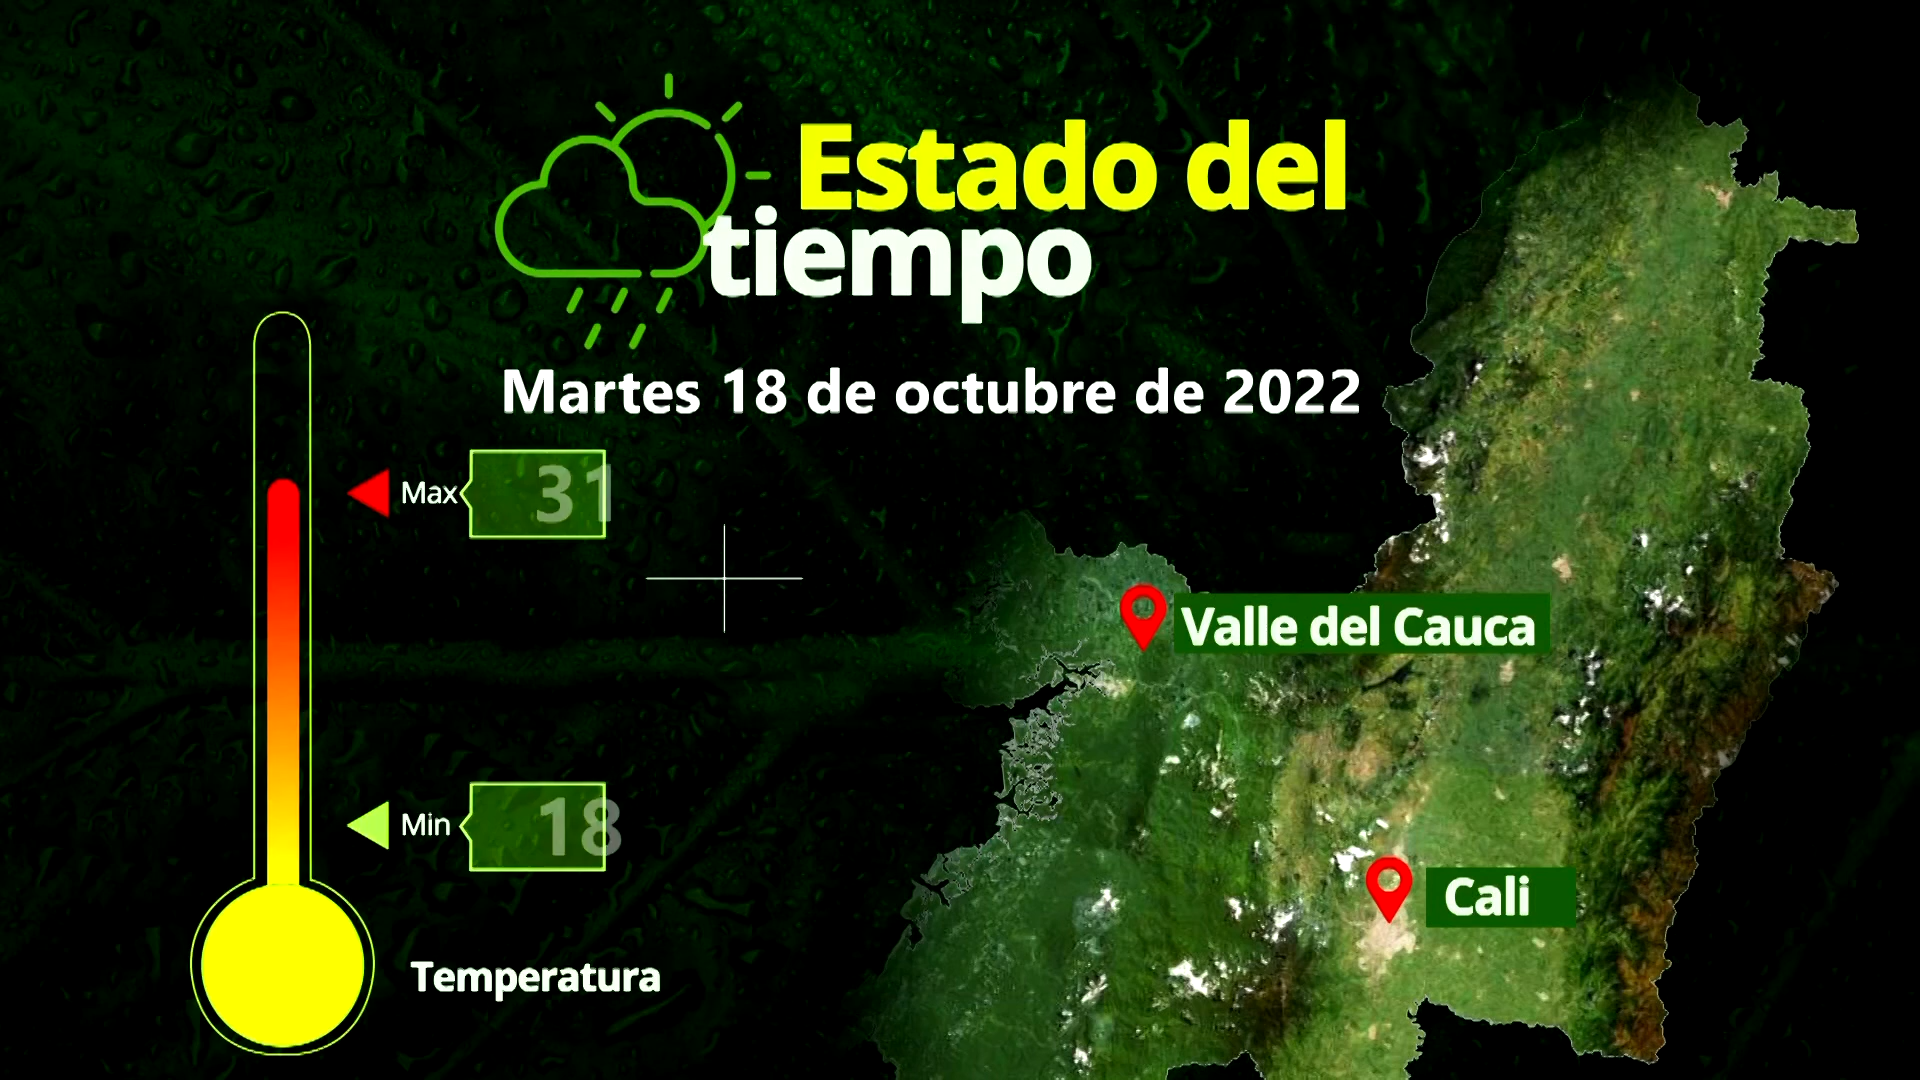 Estado del
tiempo
Martes 18 de octubre de 2022
Max
31
Valle del Cauca
Min
18
Cali
Temperatura